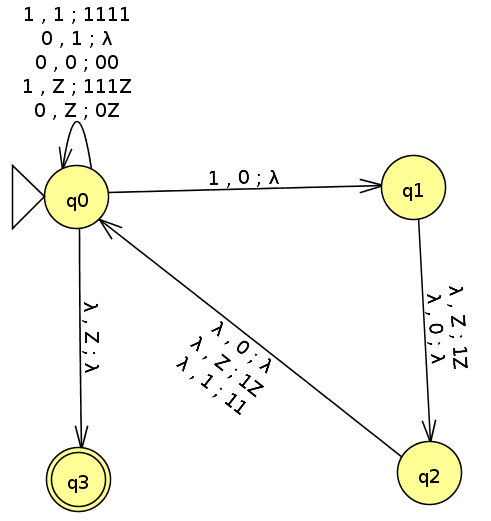 1 , 1 ; 1111
0 , 1 ; λ
0 , 0 ; 00
1 , Z ; 111Z
0 , Z ; 0Z
q0
1 , 0 ; λ
q1
λ , Z ; λ
λ , Z ; 1Z
λ , 0 ; λ
λ , 0 ; λ
λ , Z ; 1Z
λ , 1 ; 11
q3
q2